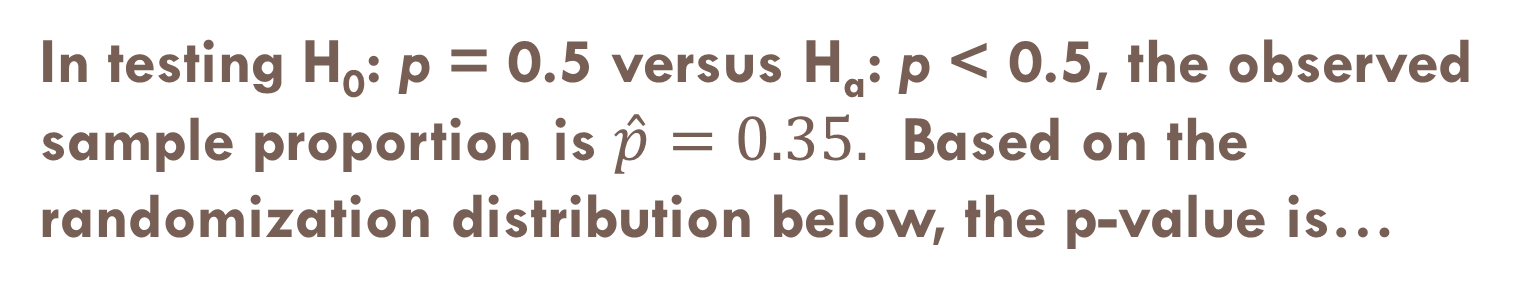 In testing H₀: p = 0.5 versus Hₐ: p < 0.5, the observed
sample proportion is p̂ = 0.35. Based on the
randomization distribution below, the p-value is…